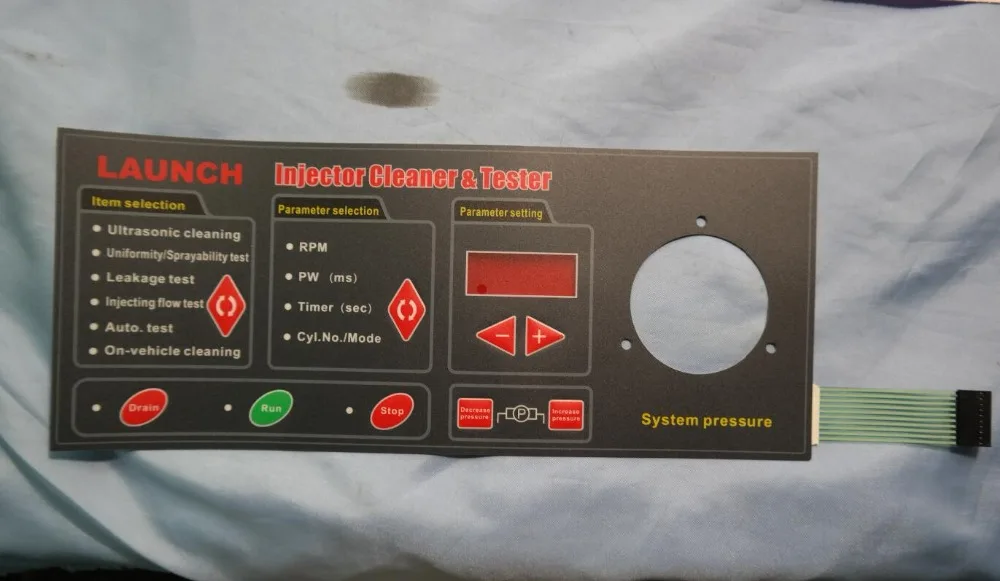 LAUNCH
Injector Cleaner & Tester
Item selection
Ultrasonic cleaning
Uniformity/Sprayability test
Leakage test
Injecting flow test
Auto. test
On-vehicle cleaning
Parameter selection
RPM
PW (ms)
Timer (sec)
Cyl.No./Mode
Parameter setting
−
+
Drain
Run
Stop
Decrease
pressure
P
Increase
pressure
System pressure